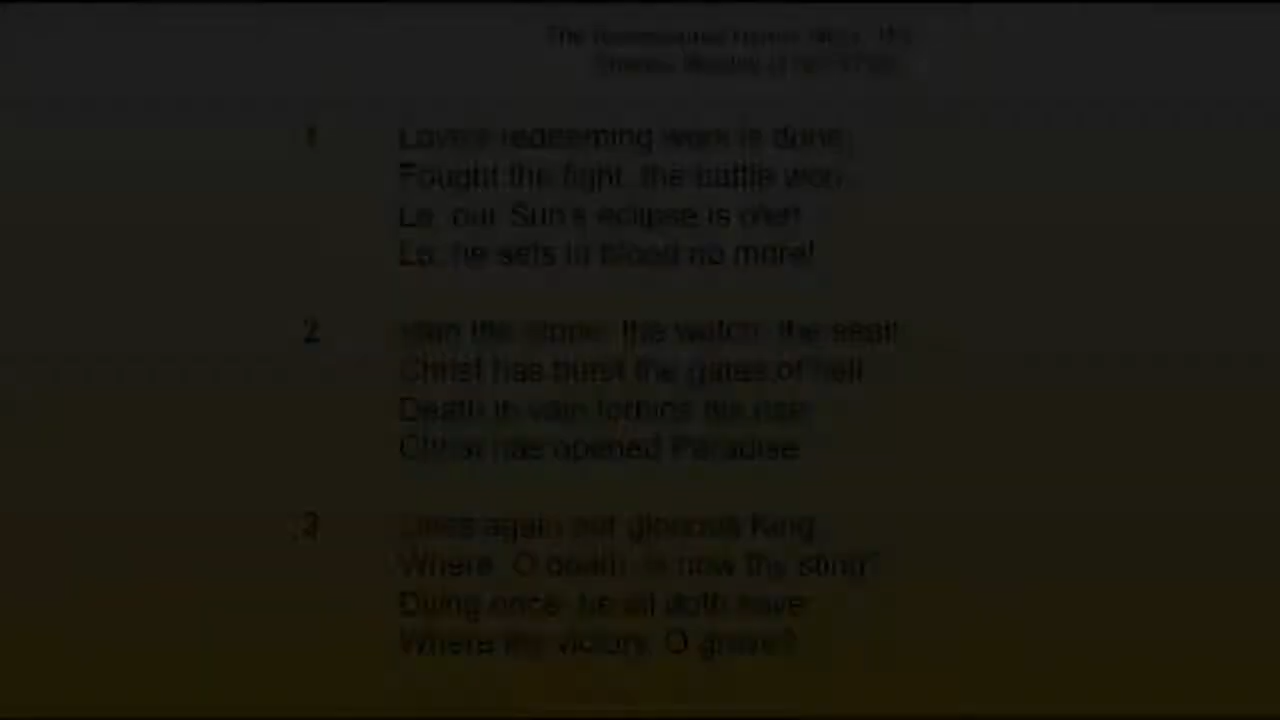 1 Love's redeeming work is done;
Fought the fight, the battle won.
Lo, our Sun's eclipse is o'er!
Lo, he sets in blood no more!
2 Vain the stone, the watch, the seal!
Christ has burst the gates of hell
Death in vain forbids his rise
Christ has opened Paradise
3 Lives again our glorious King,
Where, O death, is now thy sting?
Dying once, he all doth save
Where thy victory, O grave?